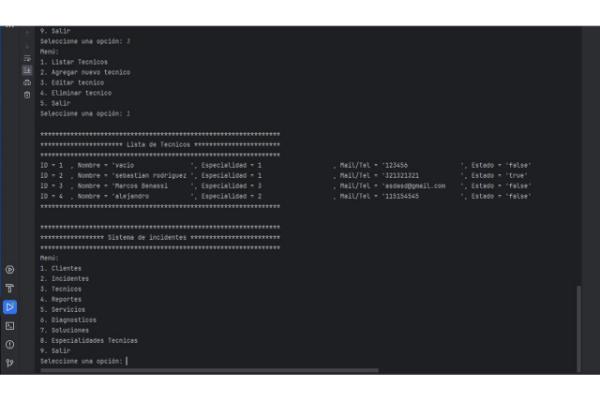 9. Salir
Seleccione una opción: 3
Menú:
1. Listar Tecnicos
2. Agregar nuevo tecnico
3. Editar tecnico
4. Eliminar tecnico
5. Salir
Seleccione una opción: 1
****************************************************************
********************** Lista de Tecnicos ***********************
****************************************************************
ID = 1 , Nombre = 'vacio ', Especialidad = 1 , Mail/Tel = '123456 ', Estado = 'false'
ID = 2 , Nombre = 'sebastian rodriguez ', Especialidad = 1 , Mail/Tel = '321321321 ', Estado = 'true'
ID = 3 , Nombre = 'Marcos Benassi ', Especialidad = 3 , Mail/Tel = 'asdasd@gmail.com ', Estado = 'false'
ID = 4 , Nombre = 'alejandro ', Especialidad = 2 , Mail/Tel = '115154545 ', Estado = 'false'
****************************************************************
****************************************************************
***************** Sistema de incidentes ************************
****************************************************************
Menú:
1. Clientes
2. Incidentes
3. Tecnicos
4. Reportes
5. Servicios
6. Diagnosticos
7. Soluciones
8. Especialidades Tecnicas
9. Salir
Seleccione una opción: